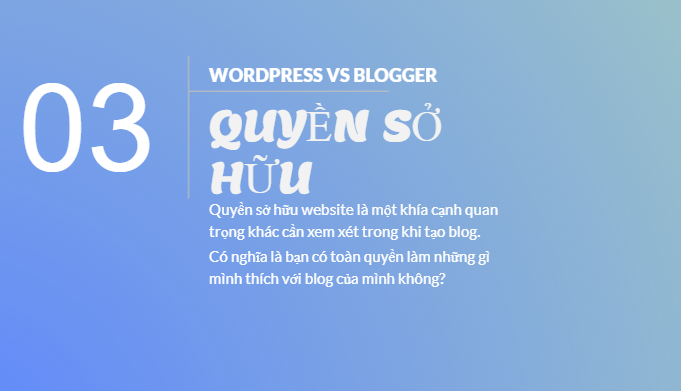 03
WORDPRESS VS BLOGGER
QUYỀN SỞ
HỮU
Quyền sở hữu website là một khía cạnh quan
trọng khác cần xem xét trong khi tạo blog.
Có nghĩa là bạn có toàn quyền làm những gì
mình thích với blog của mình không?